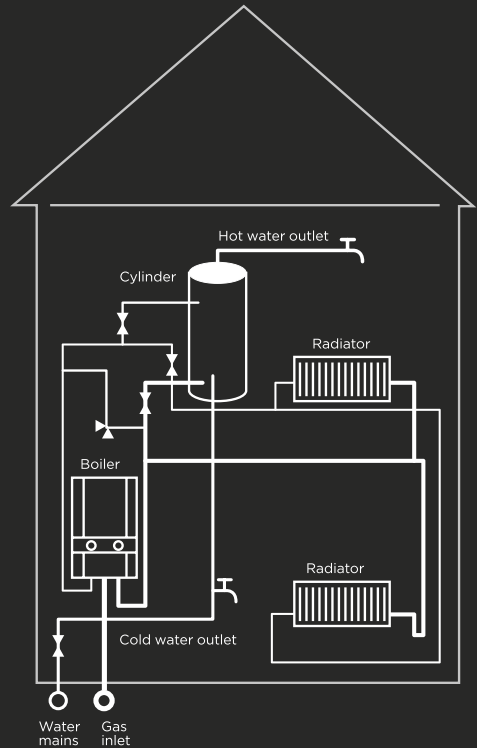 Hot water outlet
Cylinder
Radiator
Boiler
Radiator
Cold water outlet
Water
mains
Gas
inlet